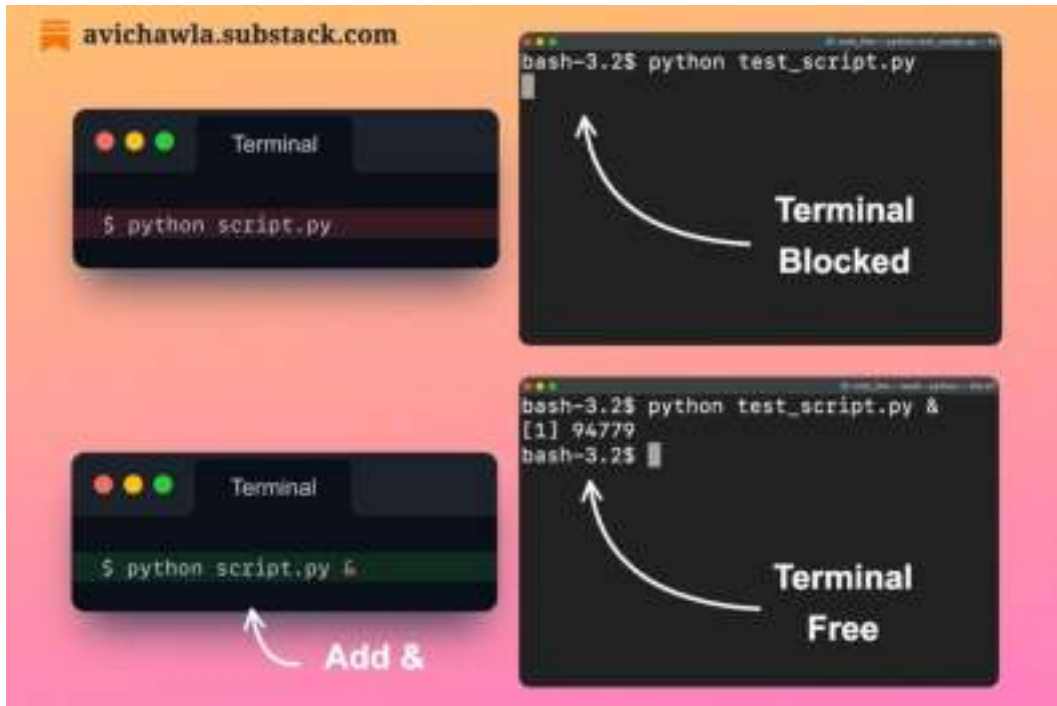 avichawla.substack.com
Terminal
$ python script.py
bash-3.2$ python test_script.py
Terminal
Blocked
Terminal
$ python script.py &
Add &
bash-3.2$ python test_script.py &
[1] 94779
bash-3.2$
Terminal
Free